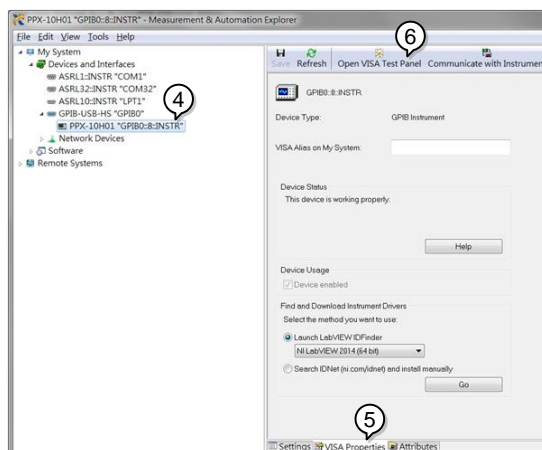 PPX-10H01 "GPIB0::8::INSTR" - Measurement & Automation Explorer
File Edit View Tools Help
My System
Devices and Interfaces
ASRL1::INSTR "COM1"
ASRL32::INSTR "COM32"
ASRL10::INSTR "LPT1"
GPIB-USB-HS "GPIB0"
PPX-10H01 "GPIB0::8::INSTR"
Network Devices
Software
Remote Systems
4
6
Save Refresh Open VISA Test Panel Communicate with Instrumen
GPIB0::8::INSTR
Device Type: GPIB Instrument
VISA Alias on My System:
Device Status
This device is working properly.
Help
Device Usage
Device enabled
Find and Download Instrument Drivers
Select the method you want to use:
Launch LabVIEW IDFinder
NI LabVIEW 2014 (64 bit)
Search IDNet (ni.com/idnet) and install manually
Go
5
Settings VISA Properties Attributes